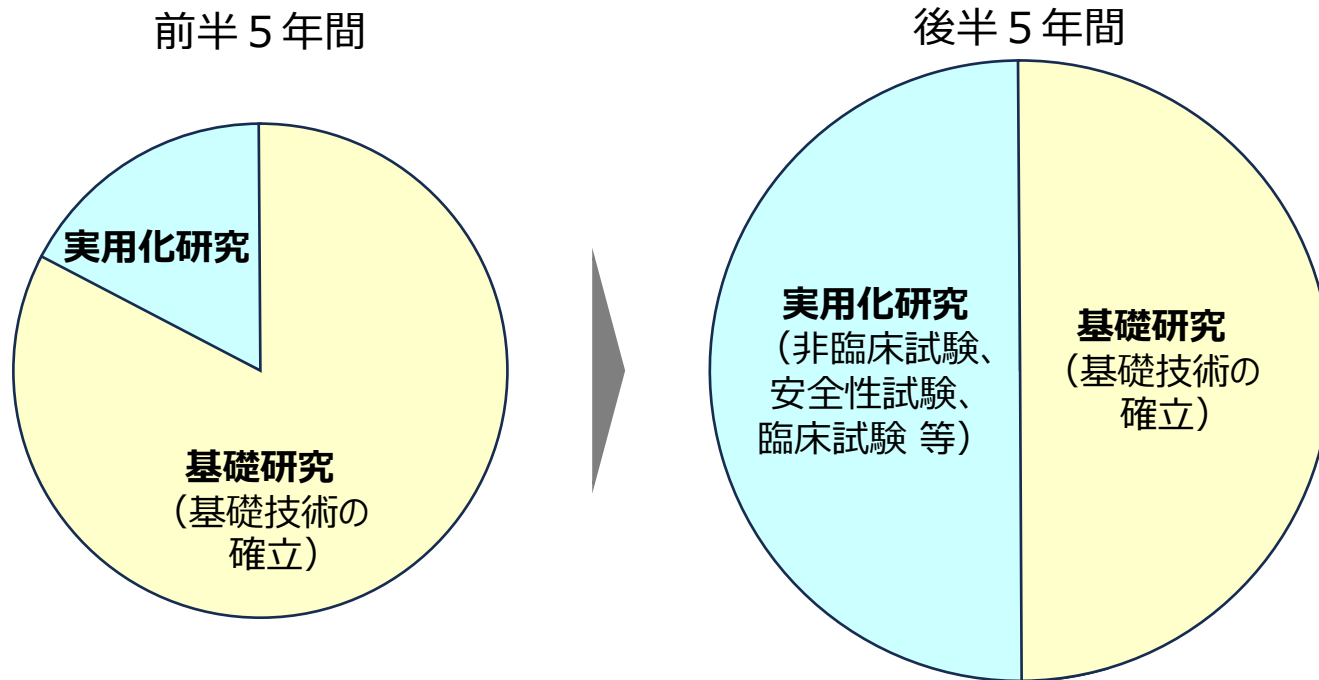 前半５年間
実用化研究
基礎研究
（基礎技術の
確立）
後半５年間
実用化研究
（非臨床試験、
安全性試験、
臨床試験 等）
基礎研究
（基礎技術の
確立）